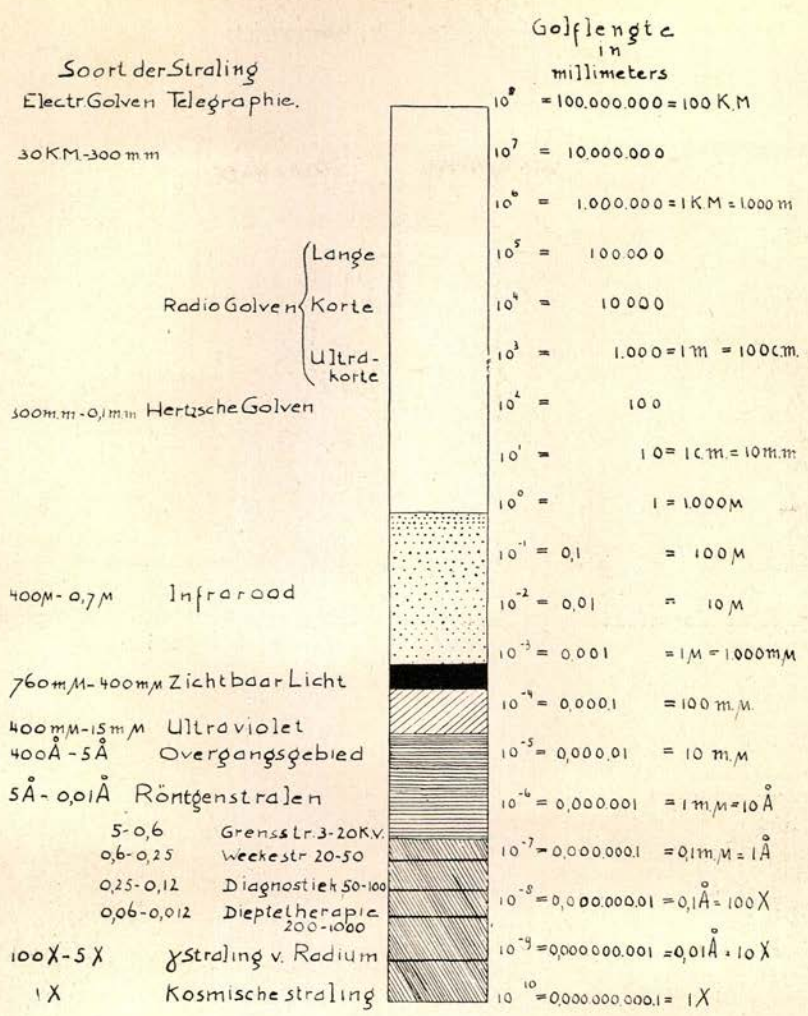 Golflengte
in
millimeters
Soort der Straling
Electr. Golven Telegraphie.
10⁸ = 100.000.000 = 100 K.M
30 K.M.-300 m.m
10⁷ = 10.000.000
10⁶ = 1.000.000 = 1 K.M = 1.000 m
Lange
10⁵ = 100.000
Radio Golven Korte
10⁴ = 10 000
Ultra-
korte
10³ = 1.000 = 1 m = 100 c.m.
300 m.m - 0,1 m.m Hertzsche Golven
10² = 100
10¹ = 10 = 1 c.m. = 10 m.m
10⁰ = 1 = 1.000 μ
10⁻¹ = 0,1 = 100 μ
400 μ - 0,7 μ Infrarood
10⁻² = 0,01 = 10 μ
10⁻³ = 0,001 = 1 μ = 1.000 mμ
760 mμ - 400 mμ Zichtbaar Licht
10⁻⁴ = 0,000.1 = 100 m.μ.
400 mμ - 15 mμ Ultraviolet
400 Å - 5 Å Overgangsgebied
10⁻⁵ = 0,000.01 = 10 m.μ
5 Å - 0,01 Å Röntgenstralen
10⁻⁶ = 0,000.001 = 1 m.μ = 10 Å
5-0,6 Grensstr. 3-20 K.v.
0,6-0,25 Weekestr 20-50
10⁻⁷ = 0,000.000.1 = 0,1 m.μ = 1 Å
0,25-0,12 Diagnostiek 50-100
10⁻⁸ = 0,000.000.01 = 0,1 Å = 100 X
0,06-0,012 Dieptetherapie
200-1000
100 X - 5 X γ Straling v. Radium
10⁻⁹ = 0,000.000.001 = 0,01 Å = 10 X
1 X Kosmische straling
10⁻¹⁰ = 0,000.000.000.1 = 1 X